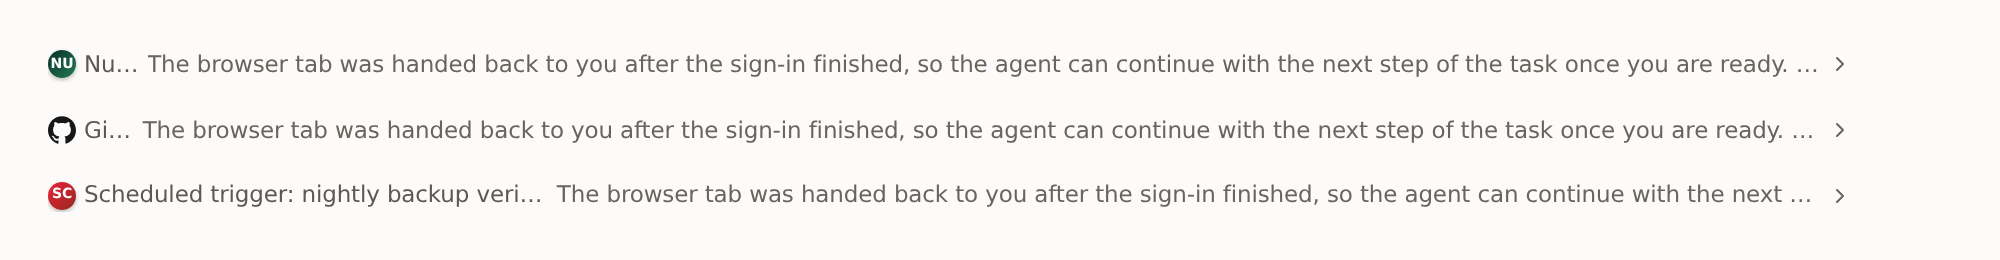 NU Nu… The browser tab was handed back to you after the sign-in finished, so the agent can continue with the next step of the task once you are ready. …
Gi… The browser tab was handed back to you after the sign-in finished, so the agent can continue with the next step of the task once you are ready. …
SC Scheduled trigger: nightly backup veri… The browser tab was handed back to you after the sign-in finished, so the agent can continue with the next …